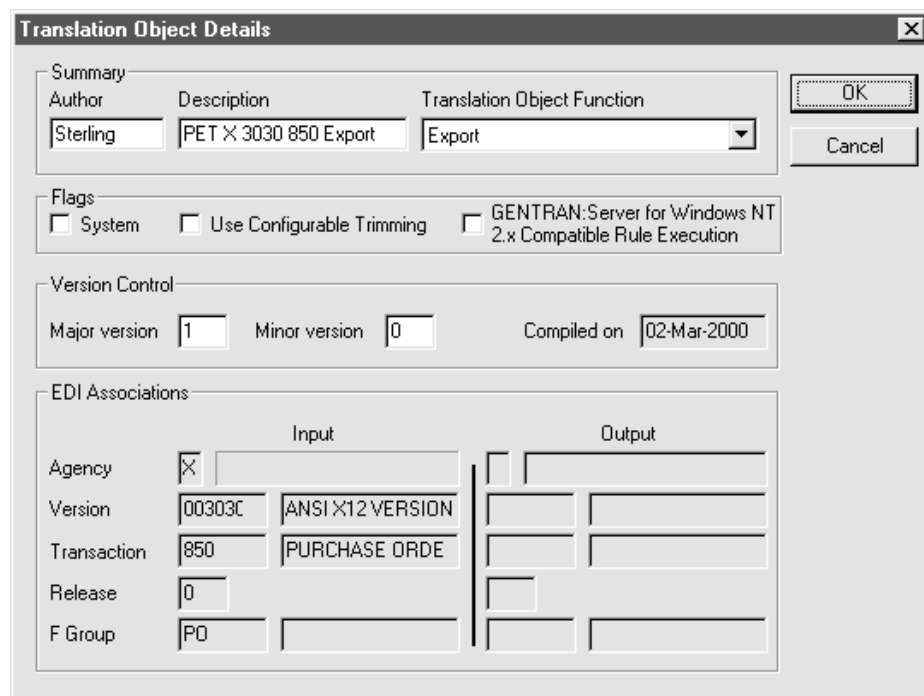 Translation Object Details
Summary
Author Description Translation Object Function
Sterling PET X 3030 850 Export Export
OK
Cancel
Flags
System Use Configurable Trimming GENTRAN:Server for Windows NT
2.x Compatible Rule Execution
Version Control
Major version 1 Minor version 0 Compiled on 02-Mar-2000
EDI Associations
Input Output
Agency X
Version 003030 ANSI X12 VERSION
Transaction 850 PURCHASE ORDE
Release 0
F Group PO